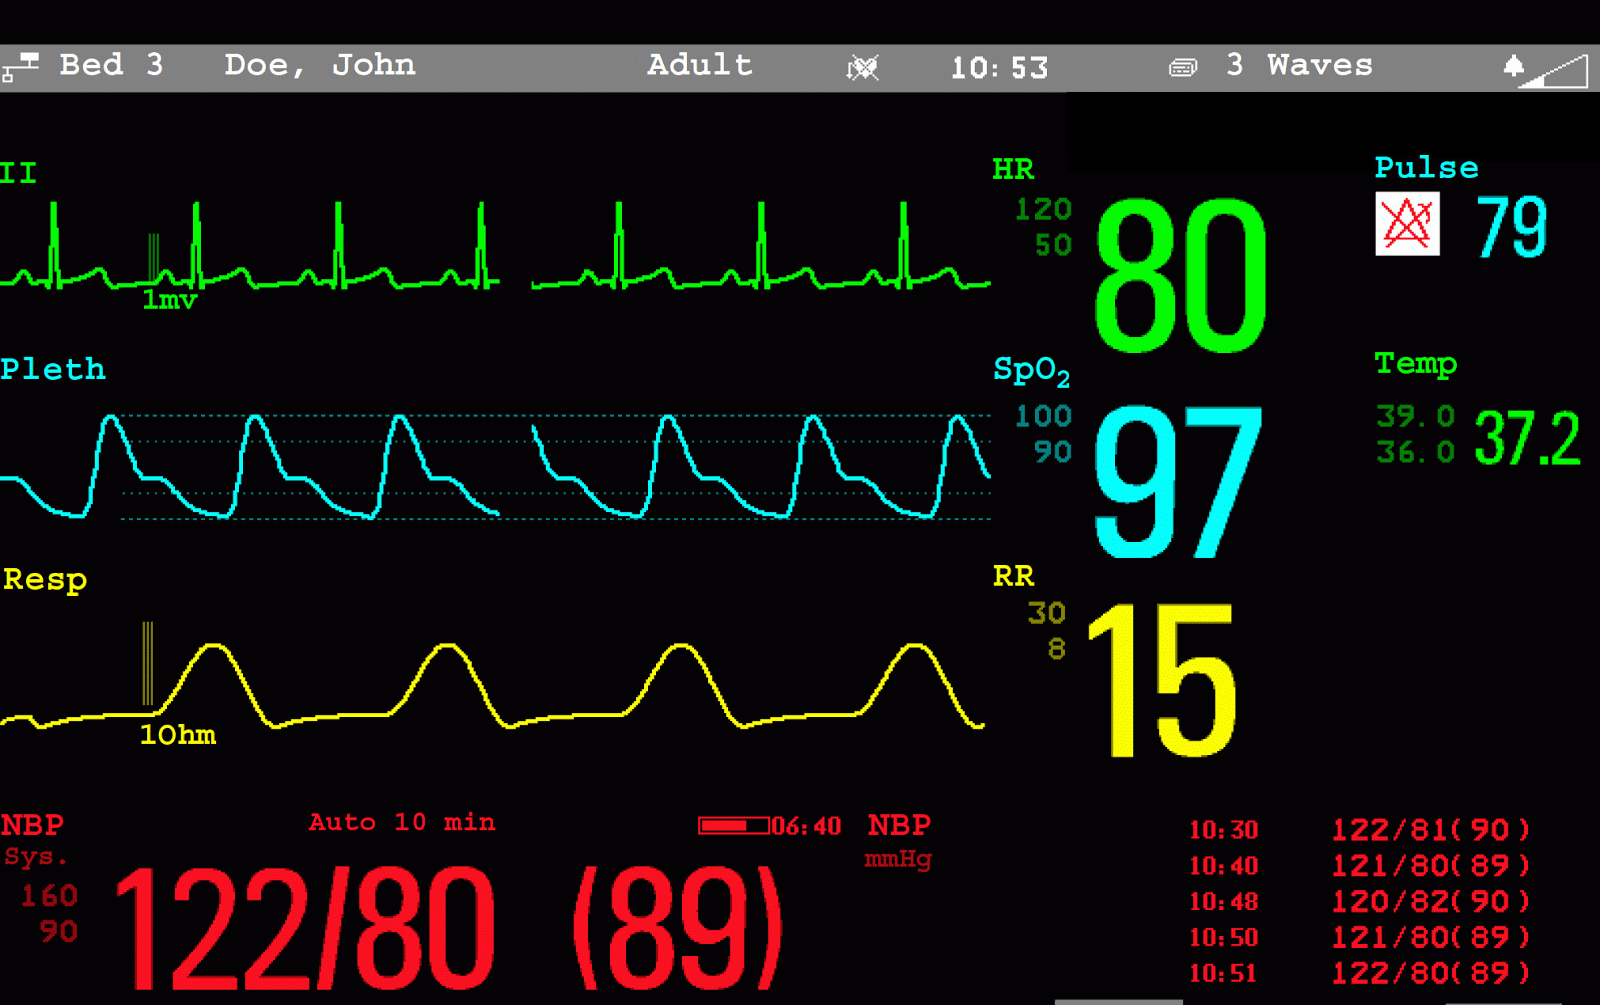 Bed 3 Doe, John Adult 10:53 3 Waves
II
1mv
HR
120
50
80
Pulse
79
Pleth
SpO2
100
90
97
Temp
39.0
36.0
37.2
Resp
1Ohm
RR
30
8
15
NBP
Sys.
160
90
Auto 10 min
06:40
NBP
mmHg
122/80 (89)
10:30 122/81( 90 )
10:40 121/80( 89 )
10:48 120/82( 90 )
10:50 121/80( 89 )
10:51 122/80( 89 )